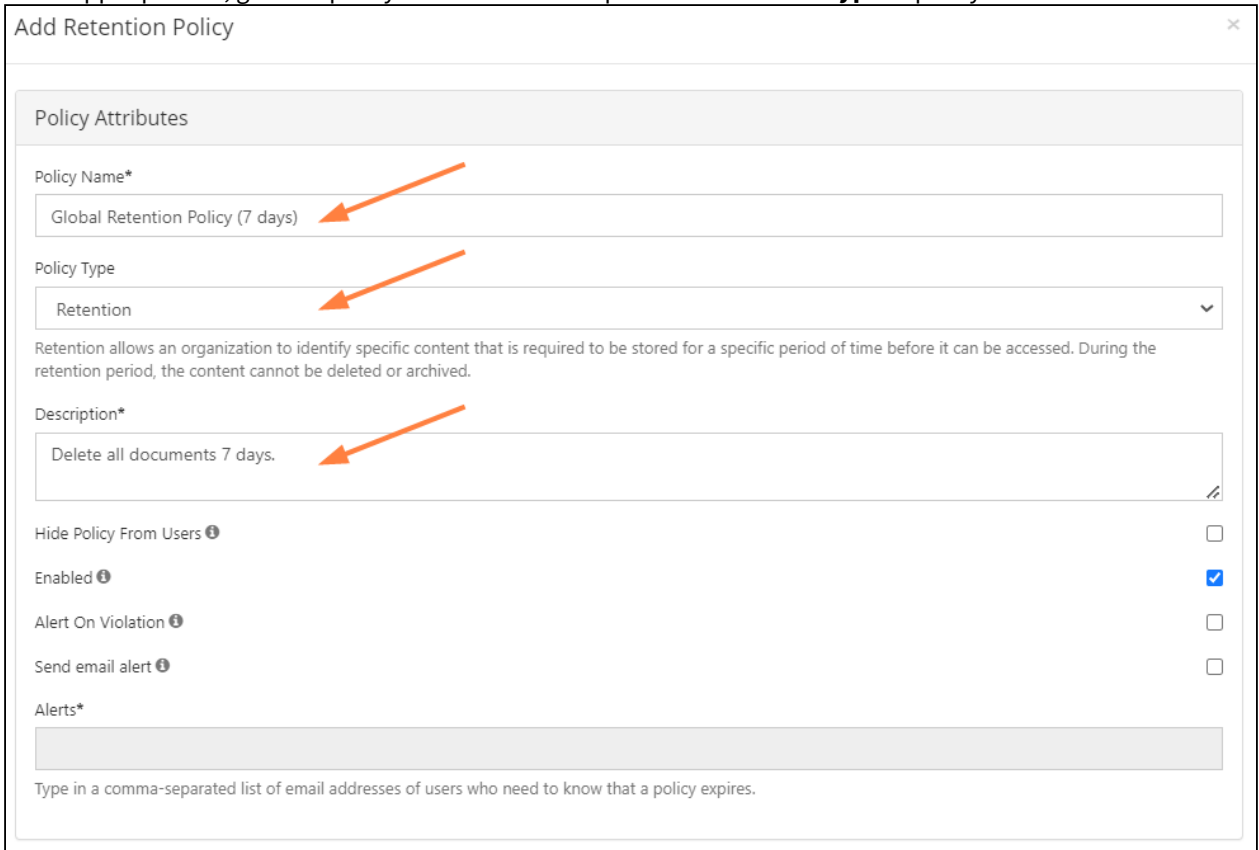 Add Retention Policy ×
Policy Attributes
Policy Name*
Global Retention Policy (7 days)
Policy Type
Retention
Retention allows an organization to identify specific content that is required to be stored for a specific period of time before it can be accessed. During the
retention period, the content cannot be deleted or archived.
Description*
Delete all documents 7 days.
Hide Policy From Users
Enabled
Alert On Violation
Send email alert
Alerts*
Type in a comma-separated list of email addresses of users who need to know that a policy expires.